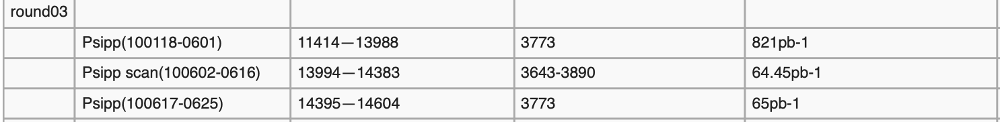 round03
Psipp(100118-0601) 11414—13988 3773 821pb-1
Psipp scan(100602-0616) 13994—14383 3643-3890 64.45pb-1
Psipp(100617-0625) 14395—14604 3773 65pb-1